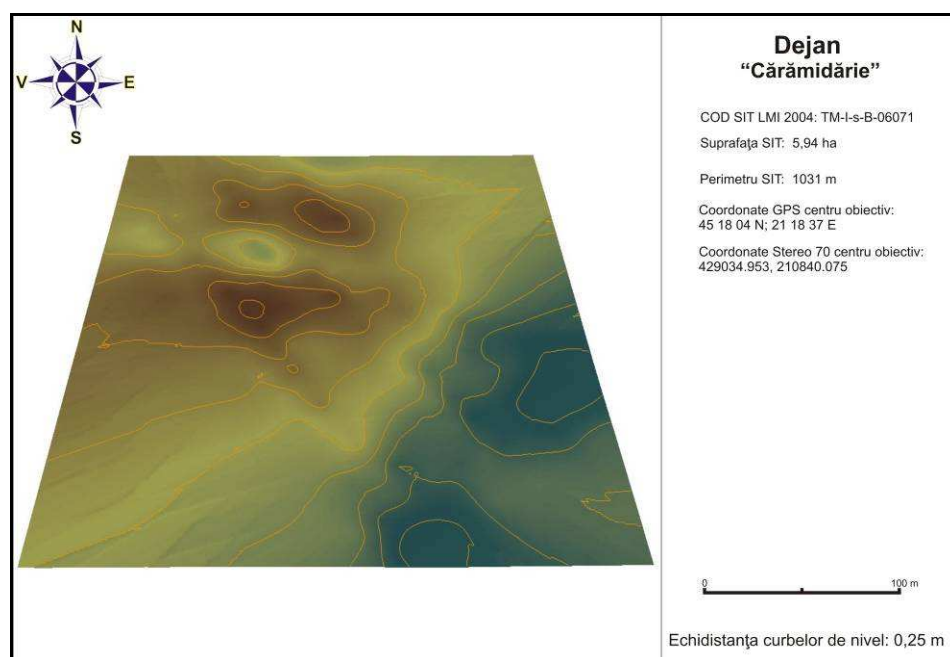 N
V
E
S
Dejan
“Cărămidărie”
COD SIT LMI 2004: TM-I-s-B-06071
Suprafaţa SIT: 5,94 ha
Perimetru SIT: 1031 m
Coordonate GPS centru obiectiv:
45 18 04 N; 21 18 37 E
Coordonate Stereo 70 centru obiectiv:
429034.953, 210840.075
0
100 m
Echidistanţa curbelor de nivel: 0,25 m